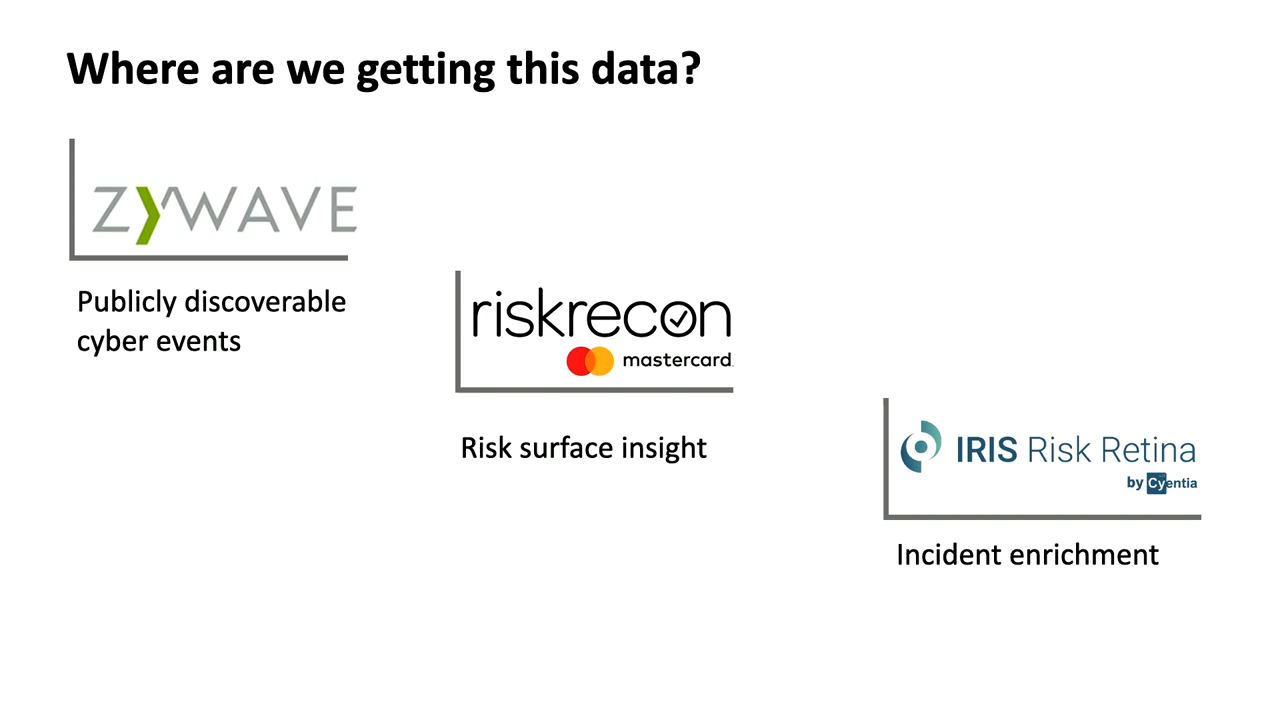 Where are we getting this data?
ZYWAVE
Publicly discoverable
cyber events
riskrecon
mastercard.
Risk surface insight
IRIS Risk Retina
by Cyentia
Incident enrichment